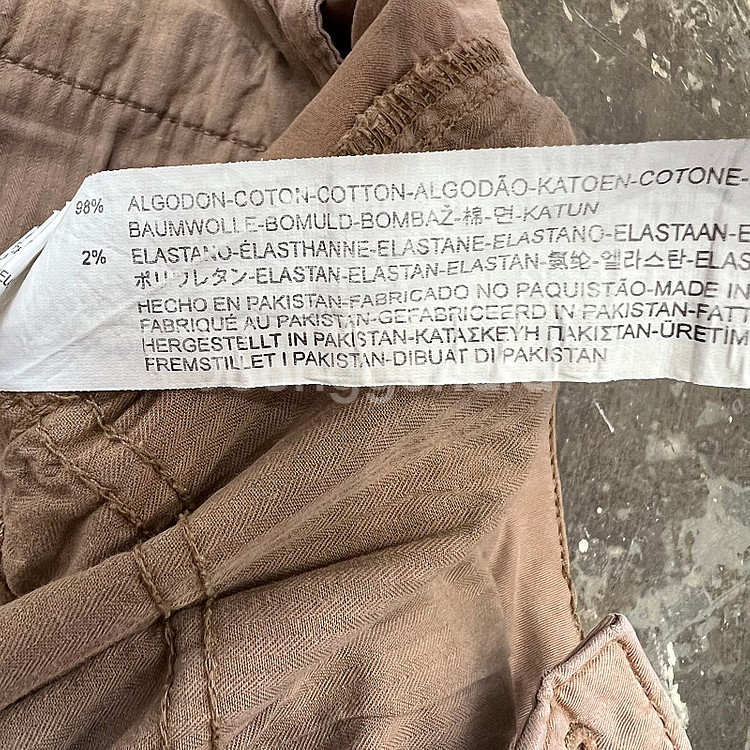 98% ALGODON-COTON-COTTON-ALGODÃO-KATOEN-COTONE-
BAUMWOLLE-BOMULD-BOMBAŽ-棉-면-KATUN
2% ELASTANO-ÉLASTHANNE-ELASTANE-ELASTANO-ELASTAAN-E
ポリウレタン-ELASTAN-ELASTAN-ELASTAN-氨纶-엘라스탄-ELAS
HECHO EN PAKISTAN-FABRICADO NO PAQUISTÃO-MADE IN
FABRIQUÉ AU PAKISTAN-GEFABRICEERD IN PAKISTAN-FATT
HERGESTELLT IN PAKISTAN-ΚΑΤΑΣΚΕΥΗ ΠΑΚΙΣΤΑΝ-ÜRETIM
FREMSTILLET I PAKISTAN-DIBUAT DI PAKISTAN